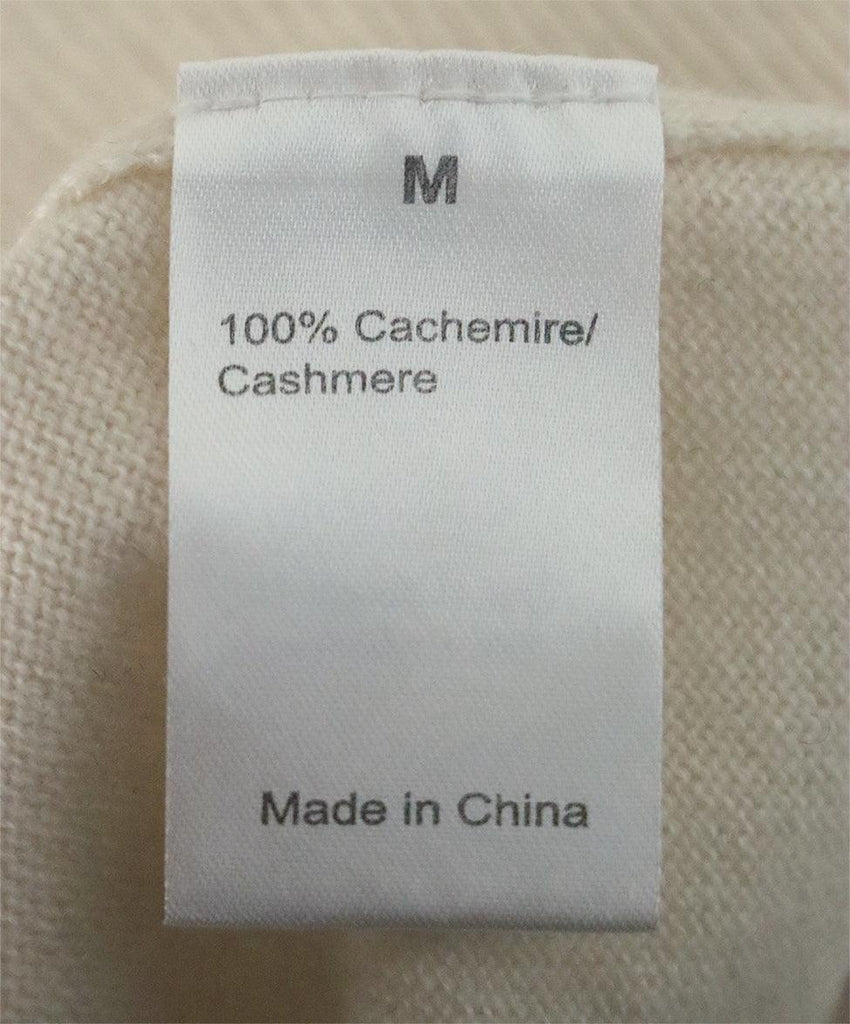 M
100% Cachemire/
Cashmere
Made in China